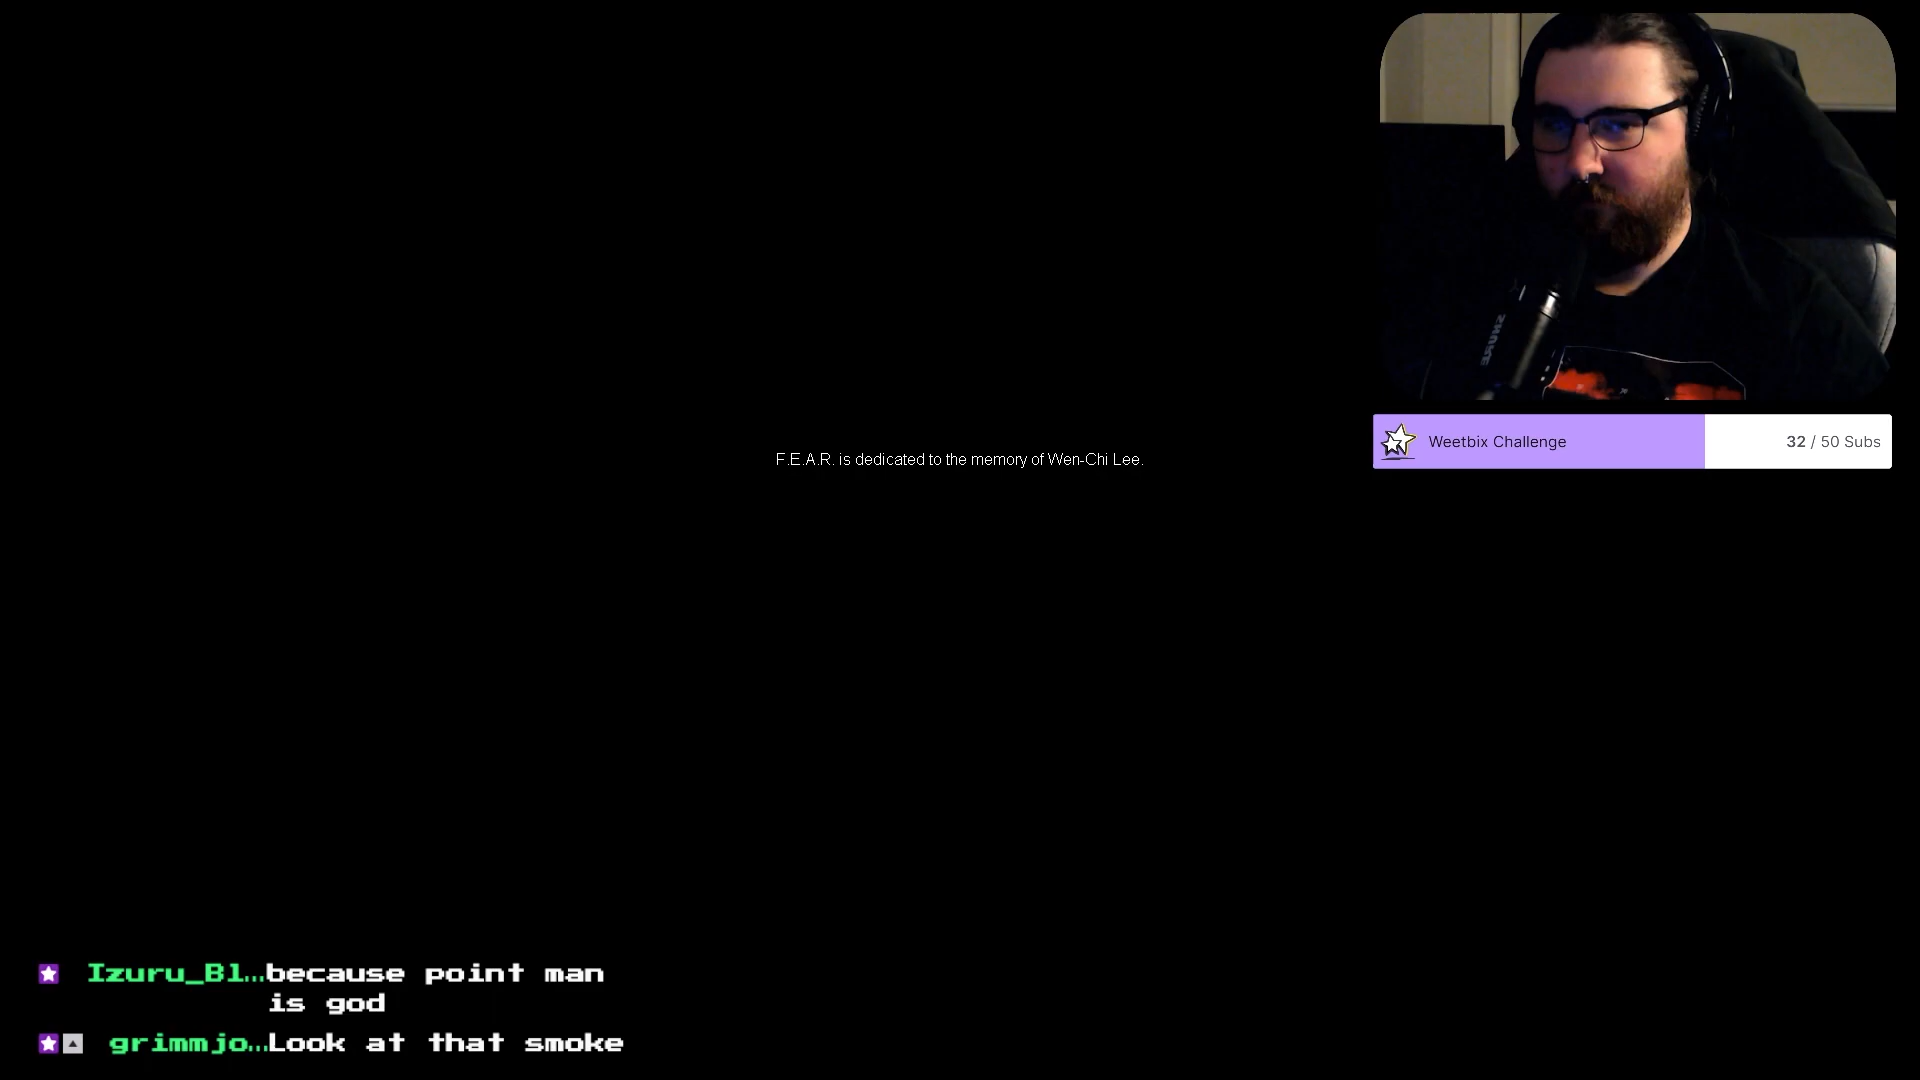 F.E.A.R. is dedicated to the memory of Wen-Chi Lee.
SHURE
Weetbix Challenge
32 / 50 Subs
Izuru_Bl...because point man
is god
grimmjo...Look at that smoke